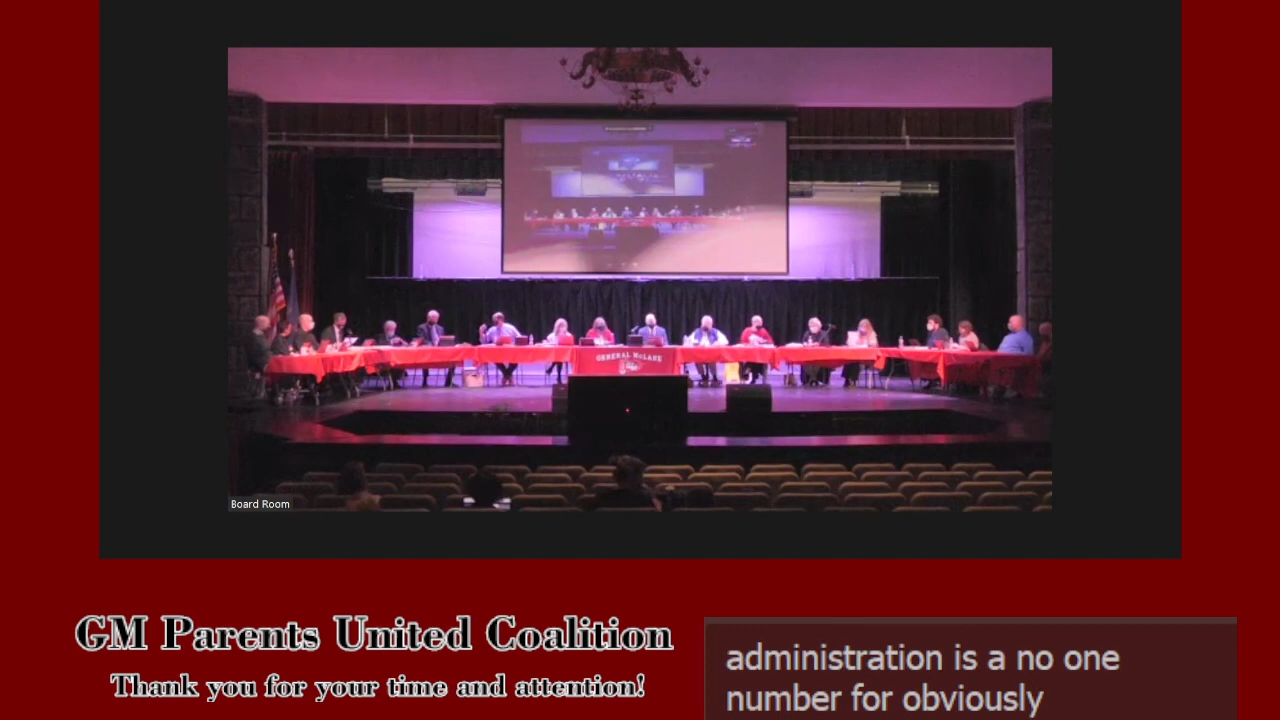 GENERAL McLANE
Board Room
GM Parents United Coalition
Thank you for your time and attention!
administration is a no one
number for obviously